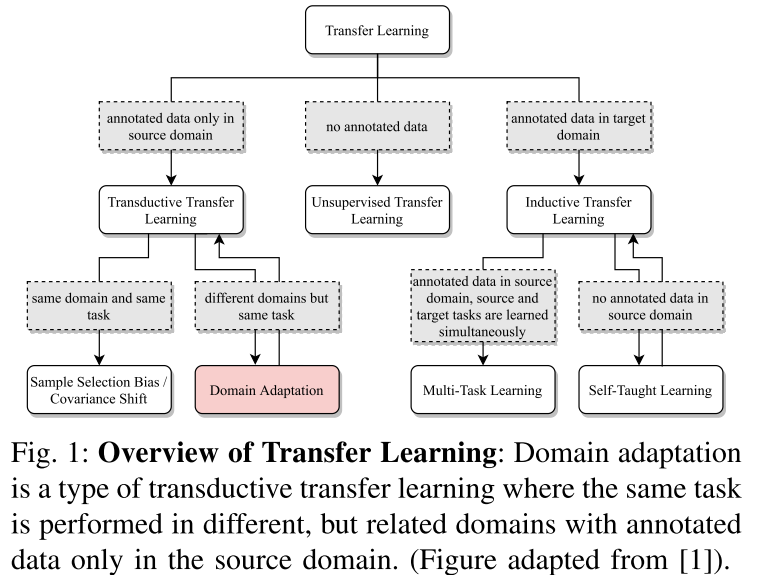 Transfer Learning
annotated data only in
source domain
no annotated data
annotated data in target
domain
Transductive Transfer
Learning
Unsupervised Transfer
Learning
Inductive Transfer
Learning
same domain and same
task
different domains but
same task
annotated data in source
domain, source and
target tasks are learned
simultaneously
no annotated data in
source domain
Sample Selection Bias /
Covariance Shift
Domain Adaptation
Multi-Task Learning
Self-Taught Learning
Fig. 1: Overview of Transfer Learning: Domain adaptation
is a type of transductive transfer learning where the same task
is performed in different, but related domains with annotated
data only in the source domain. (Figure adapted from [1]).